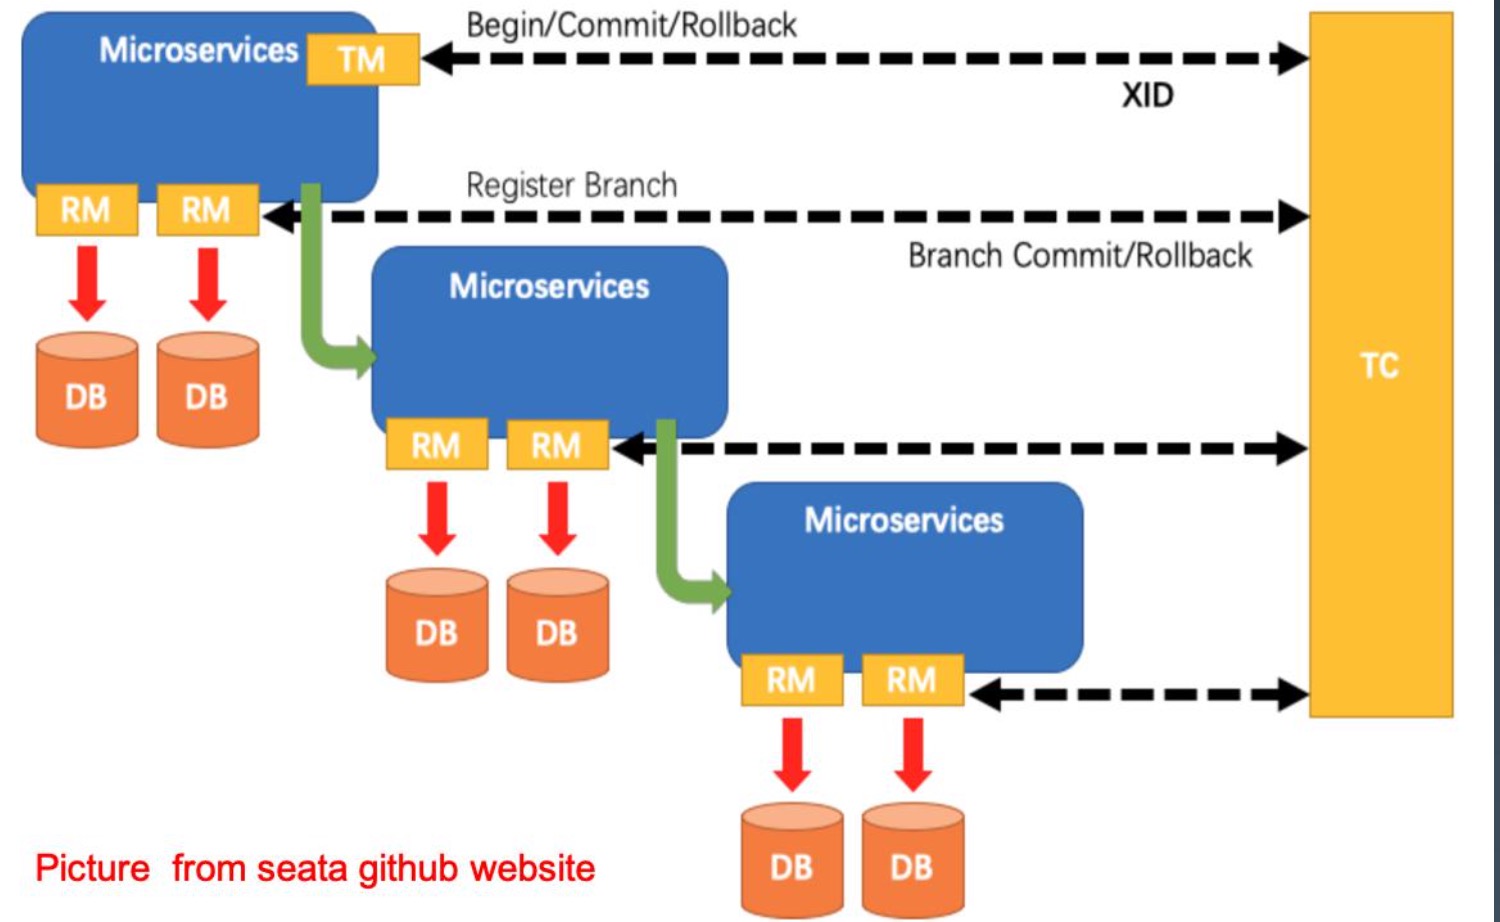 Begin/Commit/Rollback
Microservices
TM
XID
Register Branch
RM
RM
Branch Commit/Rollback
Microservices
TC
DB
DB
RM
RM
Microservices
DB
DB
RM
RM
DB
DB
Picture from seata github website